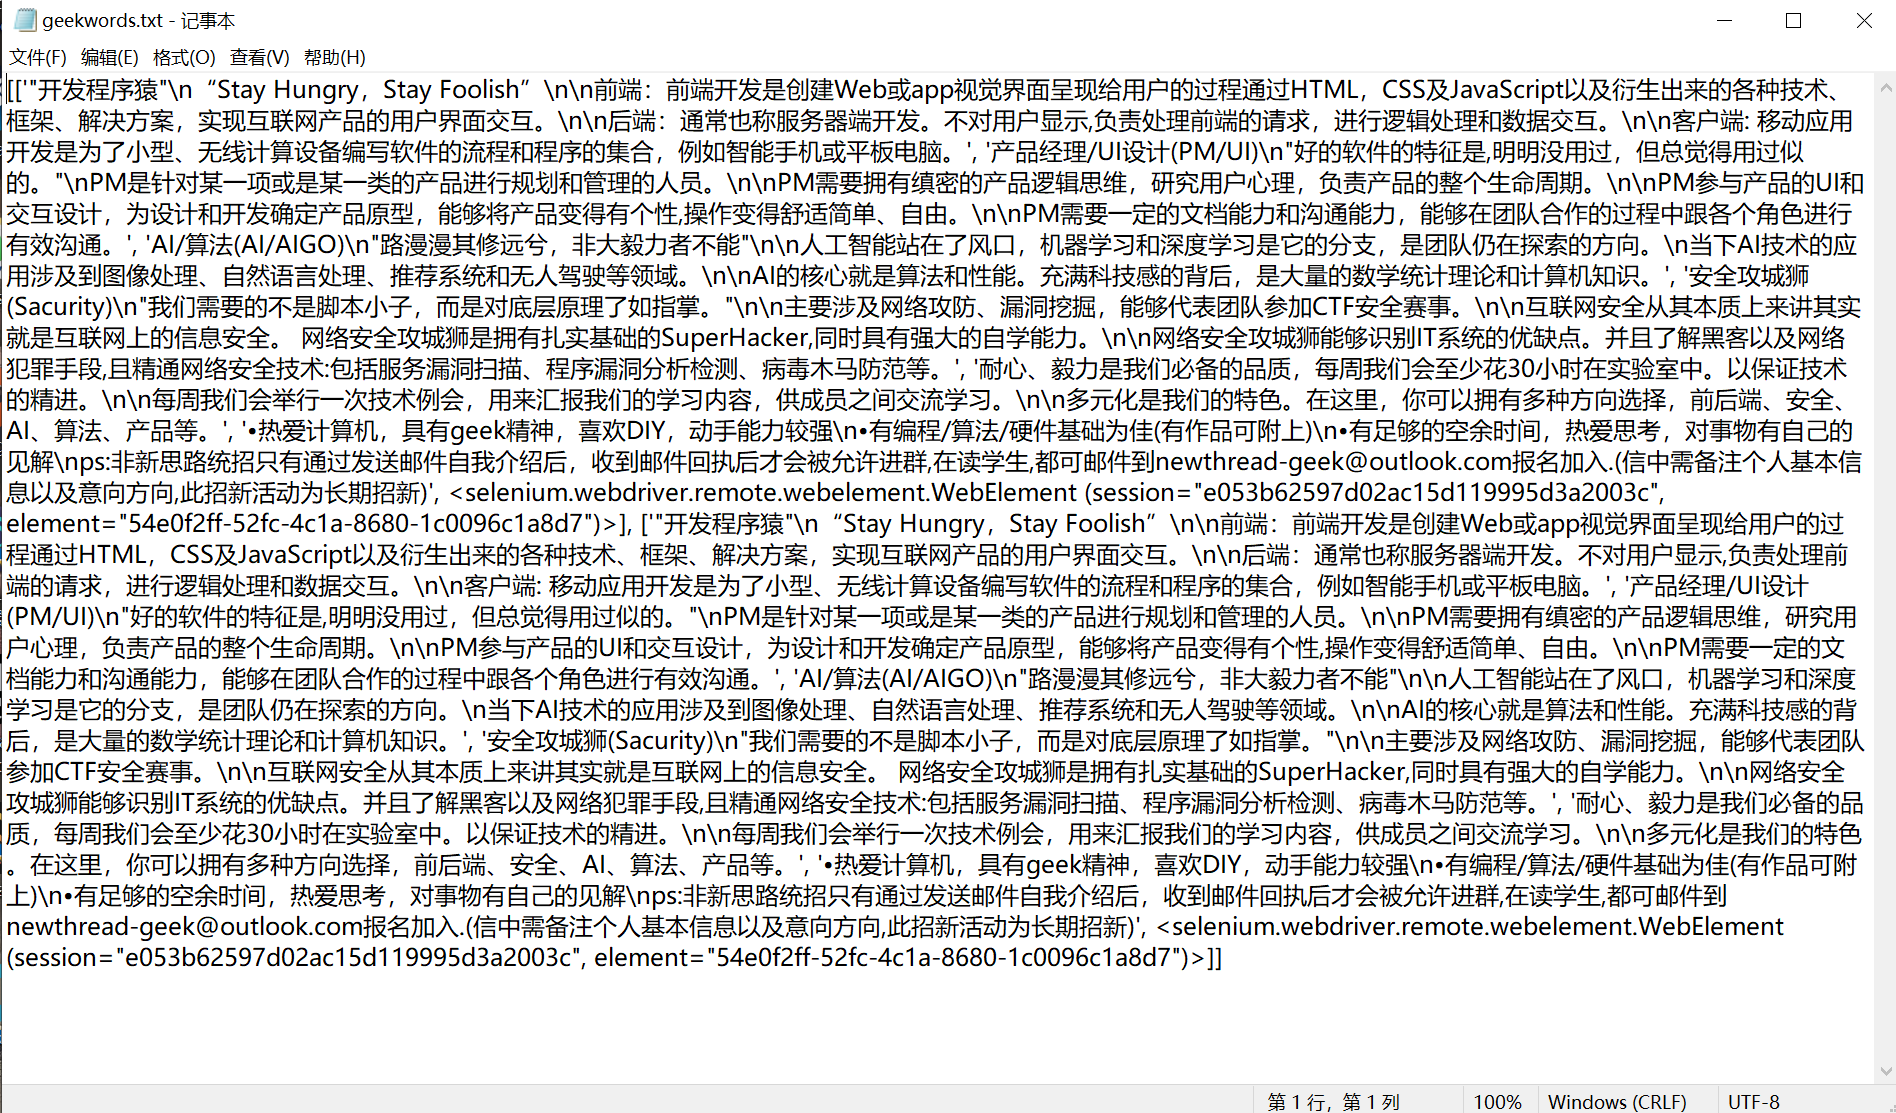 geekwords.txt - 记事本
文件(F) 编辑(E) 格式(O) 查看(V) 帮助(H)
[['"开发程序猿"\n“Stay Hungry，Stay Foolish”\n\n前端：前端开发是创建Web或app视觉界面呈现给用户的过程通过HTML，CSS及JavaScript以及衍生出来的各种技术、
框架、解决方案，实现互联网产品的用户界面交互。\n\n后端：通常也称服务器端开发。不对用户显示,负责处理前端的请求，进行逻辑处理和数据交互。\n\n客户端: 移动应用
开发是为了小型、无线计算设备编写软件的流程和程序的集合，例如智能手机或平板电脑。', '产品经理/UI设计(PM/UI)\n"好的软件的特征是,明明没用过，但总觉得用过似
的。"\nPM是针对某一项或是某一类的产品进行规划和管理的人员。\n\nPM需要拥有缜密的产品逻辑思维，研究用户心理，负责产品的整个生命周期。\n\nPM参与产品的UI和
交互设计，为设计和开发确定产品原型，能够将产品变得有个性,操作变得舒适简单、自由。\n\nPM需要一定的文档能力和沟通能力，能够在团队合作的过程中跟各个角色进行
有效沟通。', 'AI/算法(AI/AIGO)\n"路漫漫其修远兮，非大毅力者不能"\n\n人工智能站在了风口，机器学习和深度学习是它的分支，是团队仍在探索的方向。\n当下AI技术的应
用涉及到图像处理、自然语言处理、推荐系统和无人驾驶等领域。\n\nAI的核心就是算法和性能。充满科技感的背后，是大量的数学统计理论和计算机知识。', '安全攻城狮
(Sacurity)\n"我们需要的不是脚本小子，而是对底层原理了如指掌。"\n\n主要涉及网络攻防、漏洞挖掘，能够代表团队参加CTF安全赛事。\n\n互联网安全从其本质上来讲其实
就是互联网上的信息安全。 网络安全攻城狮是拥有扎实基础的SuperHacker,同时具有强大的自学能力。\n\n网络安全攻城狮能够识别IT系统的优缺点。并且了解黑客以及网络
犯罪手段,且精通网络安全技术:包括服务漏洞扫描、程序漏洞分析检测、病毒木马防范等。', '耐心、毅力是我们必备的品质，每周我们会至少花30小时在实验室中。以保证技术
的精进。\n\n每周我们会举行一次技术例会，用来汇报我们的学习内容，供成员之间交流学习。\n\n多元化是我们的特色。在这里，你可以拥有多种方向选择，前后端、安全、
AI、算法、产品等。', '•热爱计算机，具有geek精神，喜欢DIY，动手能力较强\n•有编程/算法/硬件基础为佳(有作品可附上)\n•有足够的空余时间，热爱思考，对事物有自己的
见解\nps:非新思路统招只有通过发送邮件自我介绍后，收到邮件回执后才会被允许进群,在读学生,都可邮件到newthread-geek@outlook.com报名加入.(信中需备注个人基本信
息以及意向方向,此招新活动为长期招新)', <selenium.webdriver.remote.webelement.WebElement (session="e053b62597d02ac15d119995d3a2003c",
element="54e0f2ff-52fc-4c1a-8680-1c0096c1a8d7")>], ['"开发程序猿"\n“Stay Hungry，Stay Foolish”\n\n前端：前端开发是创建Web或app视觉界面呈现给用户的过
程通过HTML，CSS及JavaScript以及衍生出来的各种技术、框架、解决方案，实现互联网产品的用户界面交互。\n\n后端：通常也称服务器端开发。不对用户显示,负责处理前
端的请求，进行逻辑处理和数据交互。\n\n客户端: 移动应用开发是为了小型、无线计算设备编写软件的流程和程序的集合，例如智能手机或平板电脑。', '产品经理/UI设计
(PM/UI)\n"好的软件的特征是,明明没用过，但总觉得用过似的。"\nPM是针对某一项或是某一类的产品进行规划和管理的人员。\n\nPM需要拥有缜密的产品逻辑思维，研究用
户心理，负责产品的整个生命周期。\n\nPM参与产品的UI和交互设计，为设计和开发确定产品原型，能够将产品变得有个性,操作变得舒适简单、自由。\n\nPM需要一定的文
档能力和沟通能力，能够在团队合作的过程中跟各个角色进行有效沟通。', 'AI/算法(AI/AIGO)\n"路漫漫其修远兮，非大毅力者不能"\n\n人工智能站在了风口，机器学习和深度
学习是它的分支，是团队仍在探索的方向。\n当下AI技术的应用涉及到图像处理、自然语言处理、推荐系统和无人驾驶等领域。\n\nAI的核心就是算法和性能。充满科技感的背
后，是大量的数学统计理论和计算机知识。', '安全攻城狮(Sacurity)\n"我们需要的不是脚本小子，而是对底层原理了如指掌。"\n\n主要涉及网络攻防、漏洞挖掘，能够代表团队
参加CTF安全赛事。\n\n互联网安全从其本质上来讲其实就是互联网上的信息安全。 网络安全攻城狮是拥有扎实基础的SuperHacker,同时具有强大的自学能力。\n\n网络安全
攻城狮能够识别IT系统的优缺点。并且了解黑客以及网络犯罪手段,且精通网络安全技术:包括服务漏洞扫描、程序漏洞分析检测、病毒木马防范等。', '耐心、毅力是我们必备的品
质，每周我们会至少花30小时在实验室中。以保证技术的精进。\n\n每周我们会举行一次技术例会，用来汇报我们的学习内容，供成员之间交流学习。\n\n多元化是我们的特色
。在这里，你可以拥有多种方向选择，前后端、安全、AI、算法、产品等。', '•热爱计算机，具有geek精神，喜欢DIY，动手能力较强\n•有编程/算法/硬件基础为佳(有作品可附
上)\n•有足够的空余时间，热爱思考，对事物有自己的见解\nps:非新思路统招只有通过发送邮件自我介绍后，收到邮件回执后才会被允许进群,在读学生,都可邮件到
newthread-geek@outlook.com报名加入.(信中需备注个人基本信息以及意向方向,此招新活动为长期招新)', <selenium.webdriver.remote.webelement.WebElement
(session="e053b62597d02ac15d119995d3a2003c", element="54e0f2ff-52fc-4c1a-8680-1c0096c1a8d7")>]]
第 1 行，第 1 列 100% Windows (CRLF) UTF-8